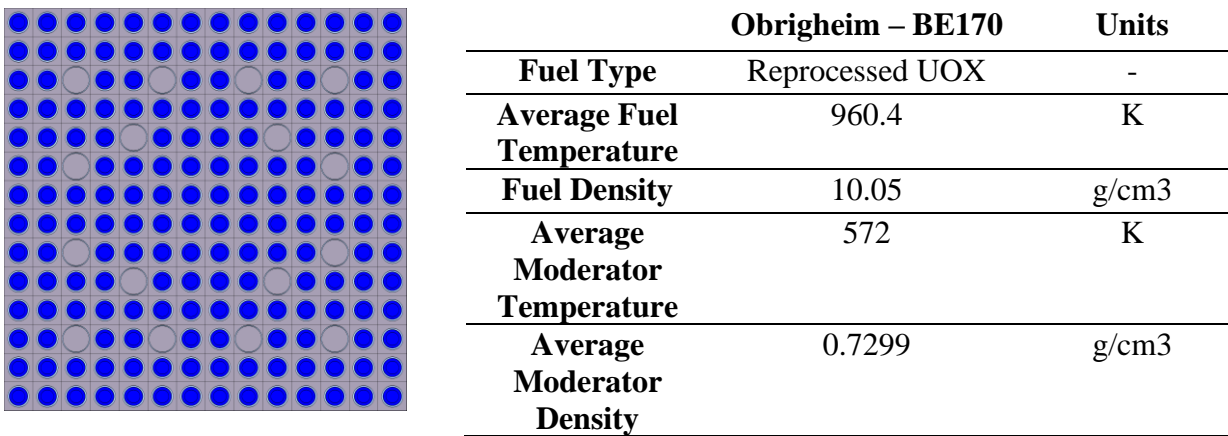 Obrigheim – BE170 Units
Fuel Type Reprocessed UOX -
Average Fuel 960.4 K
Temperature
Fuel Density 10.05 g/cm3
Average 572 K
Moderator
Temperature
Average 0.7299 g/cm3
Moderator
Density